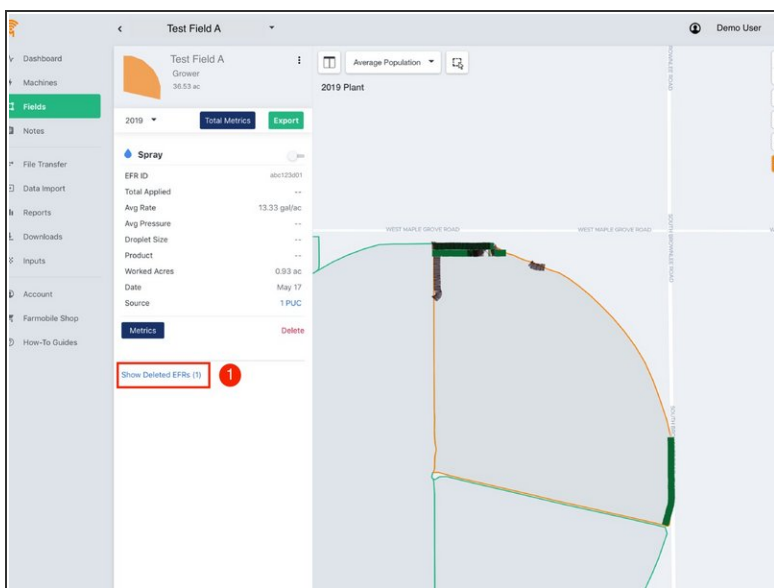 Test Field A
Demo User
Dashboard
Machines
Fields
Notes
File Transfer
Data Import
Reports
Downloads
Inputs
Account
Farmobile Shop
How-To Guides
Test Field A
Grower
36.53 ac
2019
Total Metrics
Export
Spray
EFR ID abc123d01
Total Applied --
Avg Rate 13.33 gal/ac
Avg Pressure --
Droplet Size --
Product --
Worked Acres 0.93 ac
Date May 17
Source 1 PUC
Metrics
Delete
Show Deleted EFRs (1)
1
Average Population
2019 Plant
WEST MAPLE GROVE ROAD
WEST MAPLE GROVE ROAD
SOUTH BROWNLEE ROAD